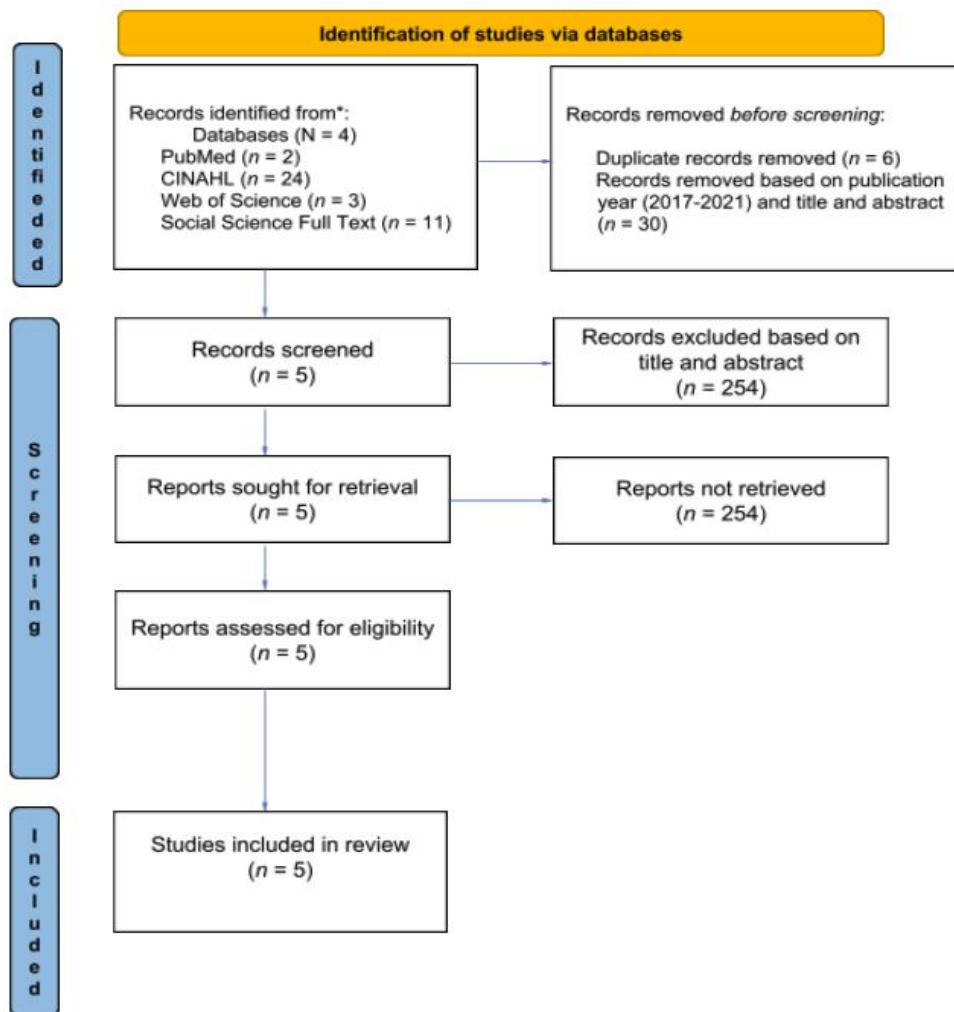 Identification of studies via databases
Identifieded
Records identified from*:
Databases (N = 4)
PubMed (n = 2)
CINAHL (n = 24)
Web of Science (n = 3)
Social Science Full Text (n = 11)
Records removed before screening:
Duplicate records removed (n = 6)
Records removed based on publication
year (2017-2021) and title and abstract
(n = 30)
Screening
Records screened
(n = 5)
Records excluded based on
title and abstract
(n = 254)
Reports sought for retrieval
(n = 5)
Reports not retrieved
(n = 254)
Reports assessed for eligibility
(n = 5)
Included
Studies included in review
(n = 5)